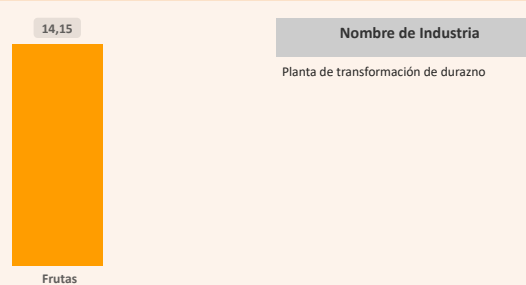 14,15
Frutas
Nombre de Industria
Planta de transformación de durazno